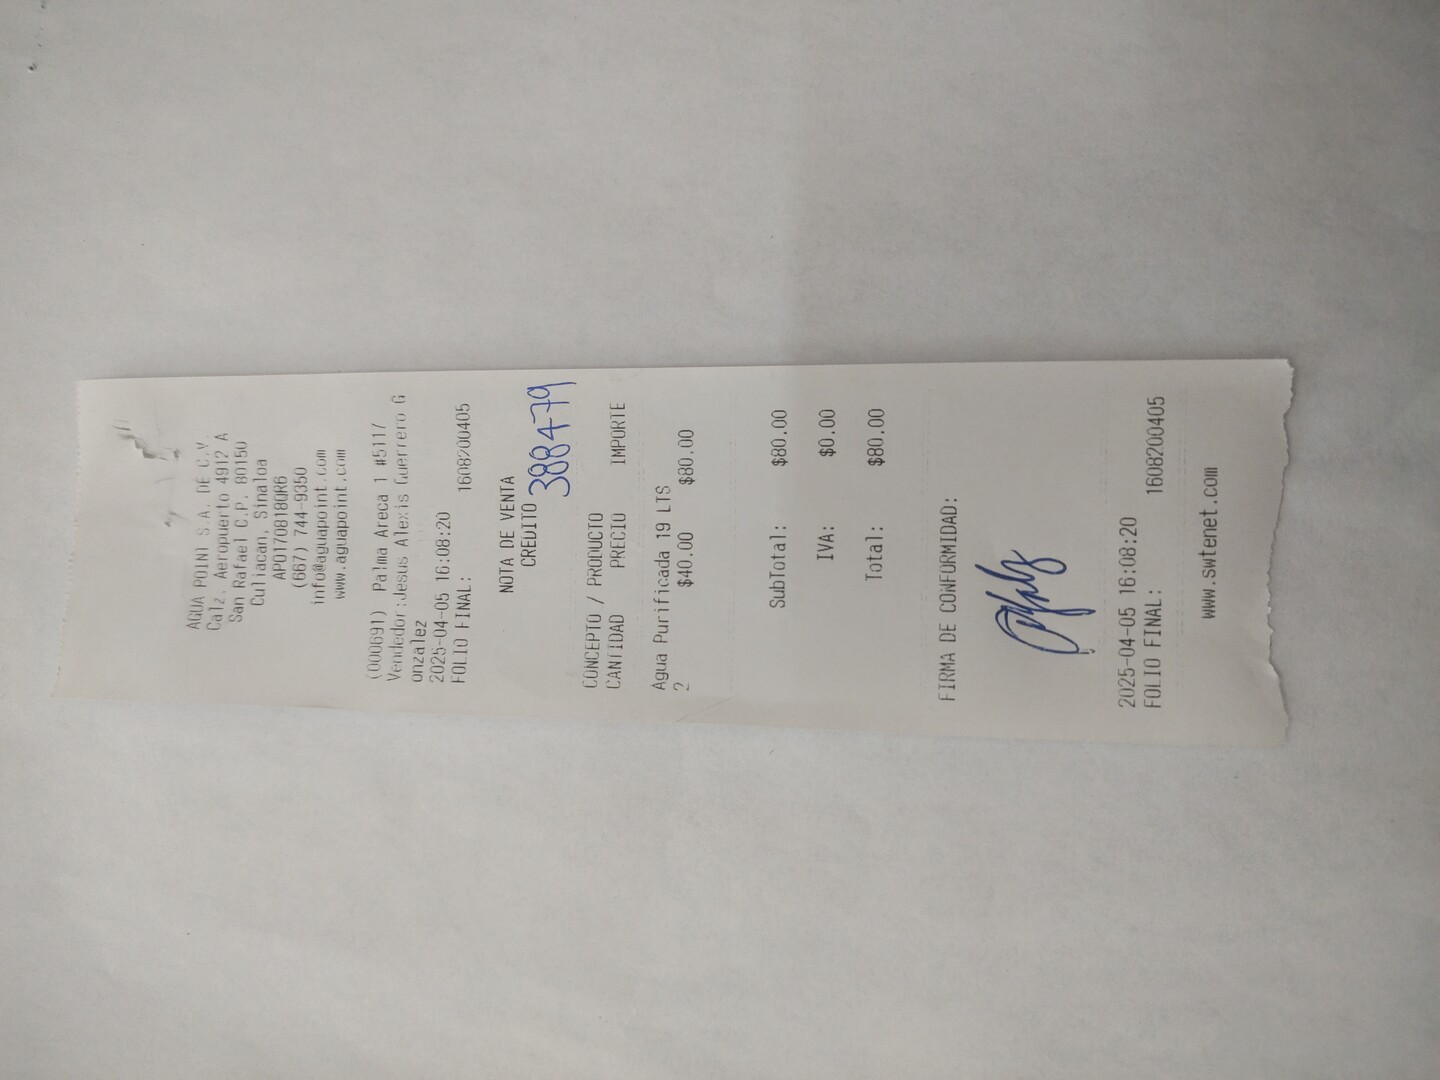 AGUA POINT S.A. DE C.V.
Calz. Aeropuerto 4912 A
San Rafael C.P. 80150
Culiacan, Sinaloa
(667) 744-9350
info@aguapoint.com
www.aguapoint.com
(000691) Palma Areca 1 #5117
Vendedor:Jesus Alexis Guerrero G
onzalez
2025-04-05 16:08:20
FOLIO FINAL: 1608200405
NOTA DE VENTA
CREDITO 388479
CONCEPTO / PRODUCTO
CANTIDAD PRECIO IMPORTE
Agua Purificada 19 LTS
2 $40.00 $80.00
SubTotal: $80.00
IVA: $0.00
Total: $80.00
FIRMA DE CONFORMIDAD:
2025-04-05 16:08:20
FOLIO FINAL: 1608200405
www.swtenet.com